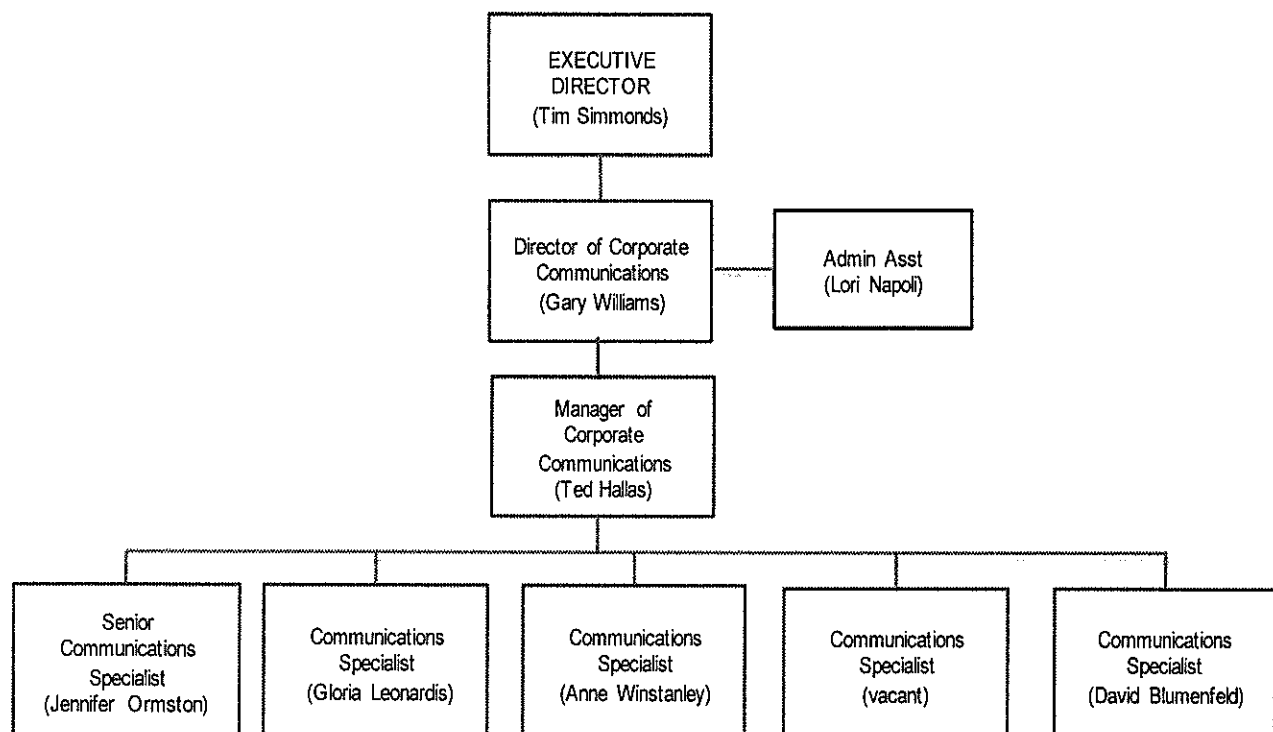 EXECUTIVE
DIRECTOR
(Tim Simmonds)
Director of Corporate
Communications
(Gary Williams)
Admin Asst
(Lori Napoli)
Manager of
Corporate
Communications
(Ted Hallas)
Senior
Communications
Specialist
(Jennifer Ormston)
Communications
Specialist
(Gloria Leonardis)
Communications
Specialist
(Anne Winstanley)
Communications
Specialist
(vacant)
Communications
Specialist
(David Blumenfeld)